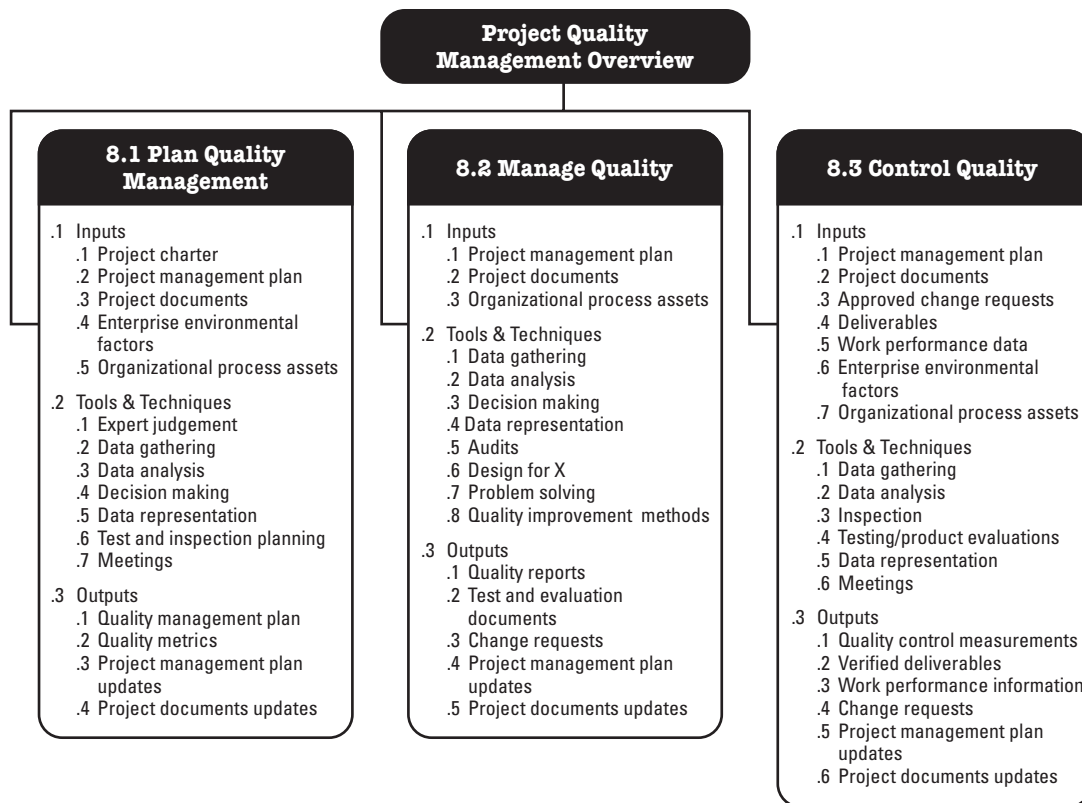 Project Quality
Management Overview
8.1 Plan Quality
Management
.1 Inputs
.1 Project charter
.2 Project management plan
.3 Project documents
.4 Enterprise environmental
factors
.5 Organizational process assets
.2 Tools & Techniques
.1 Expert judgement
.2 Data gathering
.3 Data analysis
.4 Decision making
.5 Data representation
.6 Test and inspection planning
.7 Meetings
.3 Outputs
.1 Quality management plan
.2 Quality metrics
.3 Project management plan
updates
.4 Project documents updates
8.2 Manage Quality
.1 Inputs
.1 Project management plan
.2 Project documents
.3 Organizational process assets
.2 Tools & Techniques
.1 Data gathering
.2 Data analysis
.3 Decision making
.4 Data representation
.5 Audits
.6 Design for X
.7 Problem solving
.8 Quality improvement methods
.3 Outputs
.1 Quality reports
.2 Test and evaluation
documents
.3 Change requests
.4 Project management plan
updates
.5 Project documents updates
8.3 Control Quality
.1 Inputs
.1 Project management plan
.2 Project documents
.3 Approved change requests
.4 Deliverables
.5 Work performance data
.6 Enterprise environmental
factors
.7 Organizational process assets
.2 Tools & Techniques
.1 Data gathering
.2 Data analysis
.3 Inspection
.4 Testing/product evaluations
.5 Data representation
.6 Meetings
.3 Outputs
.1 Quality control measurements
.2 Verified deliverables
.3 Work performance information
.4 Change requests
.5 Project management plan
updates
.6 Project documents updates